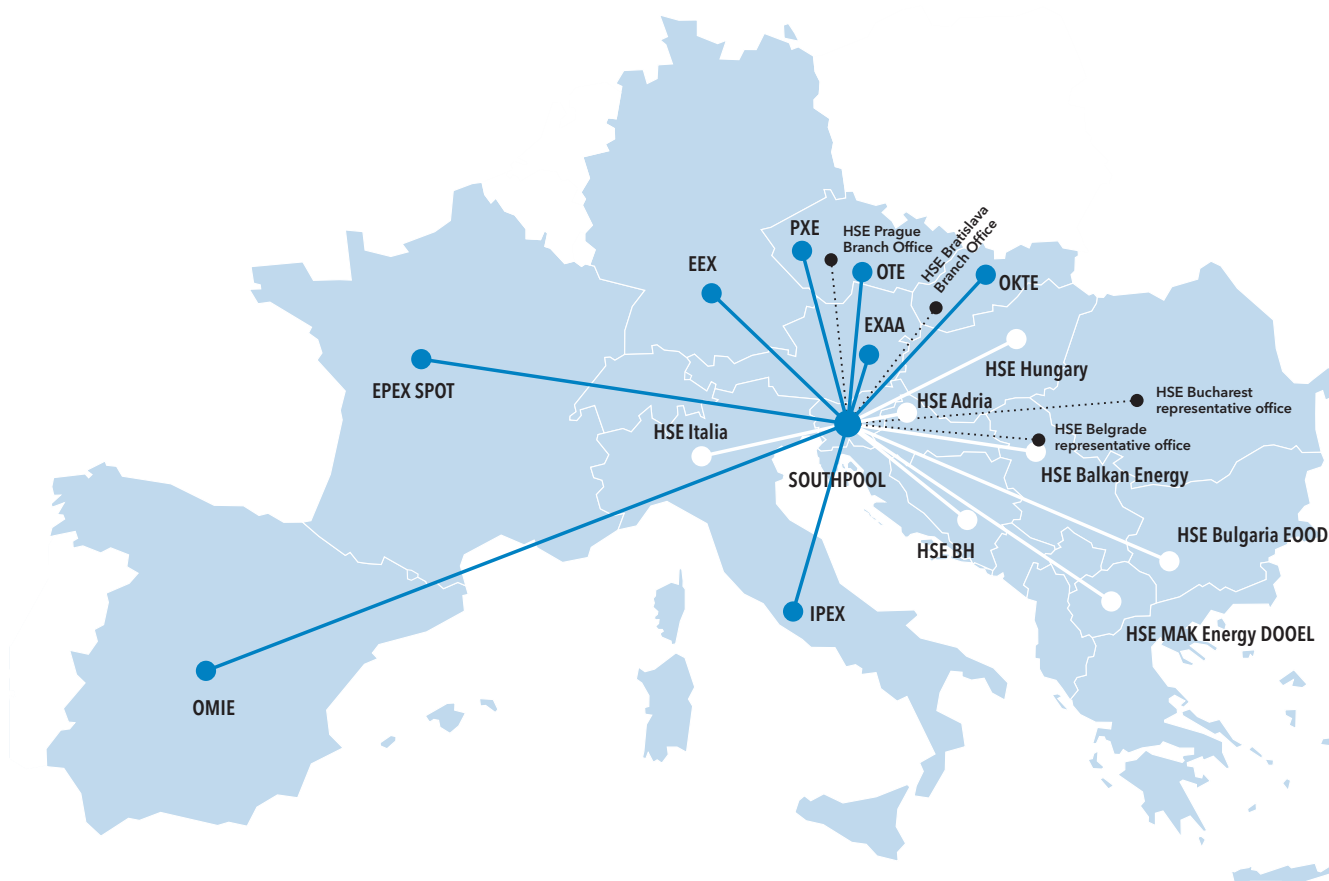 PXE
HSE Prague
Branch Office
HSE Bratislava
Branch Office
EEX
OTE
OKTE
EXAA
EPEX SPOT
HSE Hungary
HSE Adria
HSE Bucharest
representative office
HSE Italia
HSE Belgrade
representative office
SOUTHPOOL
HSE Balkan Energy
HSE Bulgaria EOOD
HSE BH
IPEX
HSE MAK Energy DOOEL
OMIE